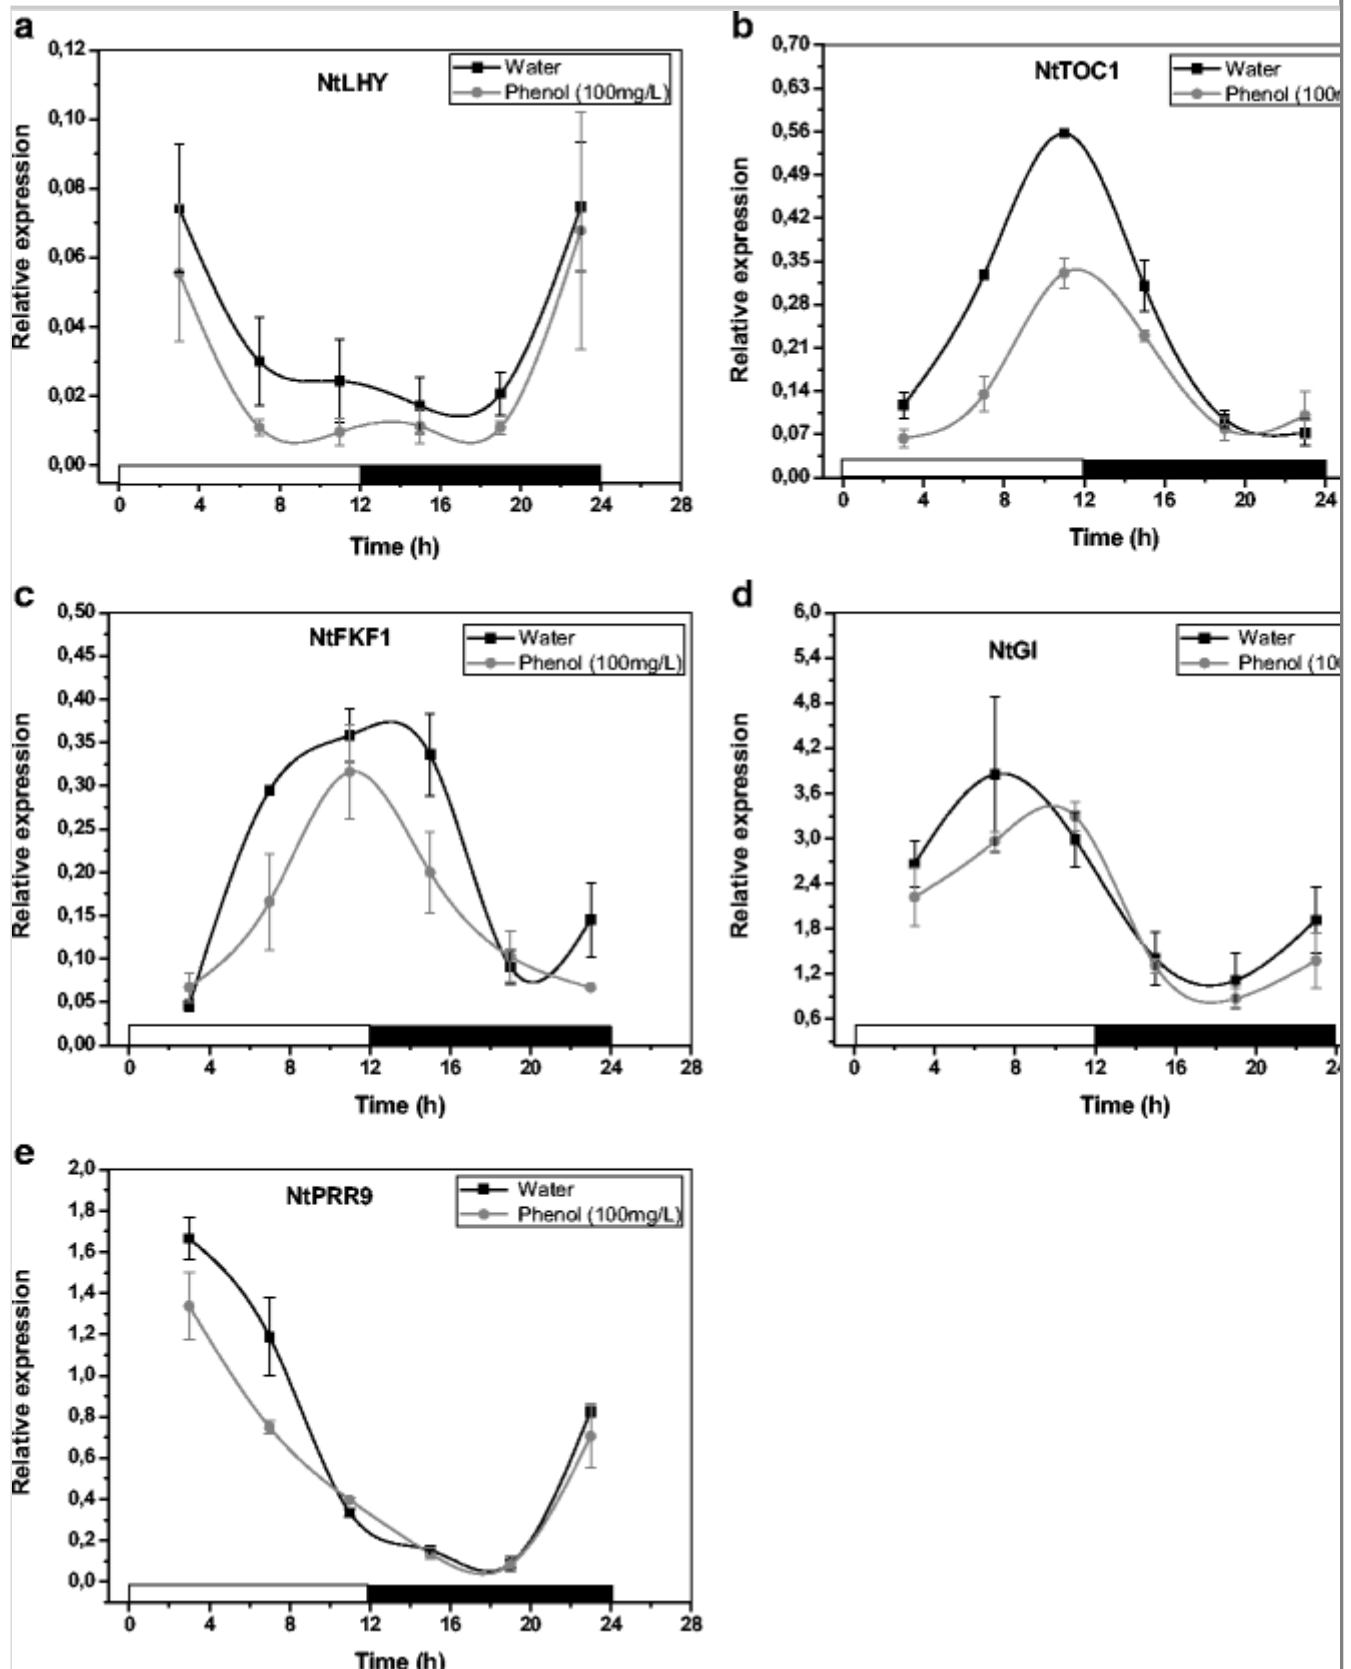 a
NtLHY
Water
Phenol (100mg/L)
Relative expression
0,12
0,10
0,08
0,06
0,04
0,02
0,00
0 4 8 12 16 20 24 28
Time (h)
b
NtTOC1
Water
Phenol (100
Relative expression
0,70
0,63
0,56
0,49
0,42
0,35
0,28
0,21
0,14
0,07
0,00
0 4 8 12 16 20 24
Time (h)
c
NtFKF1
Water
Phenol (100mg/L)
Relative expression
0,50
0,45
0,40
0,35
0,30
0,25
0,20
0,15
0,10
0,05
0,00
0 4 8 12 16 20 24 28
Time (h)
d
NtGI
Water
Phenol (10
Relative expression
6,0
5,4
4,8
4,2
3,6
3,0
2,4
1,8
1,2
0,6
0 4 8 12 16 20 2
Time (h)
e
NtPRR9
Water
Phenol (100mg/L)
Relative expression
2,0
1,8
1,6
1,4
1,2
1,0
0,8
0,6
0,4
0,2
0,0
0 4 8 12 16 20 24 28
Time (h)